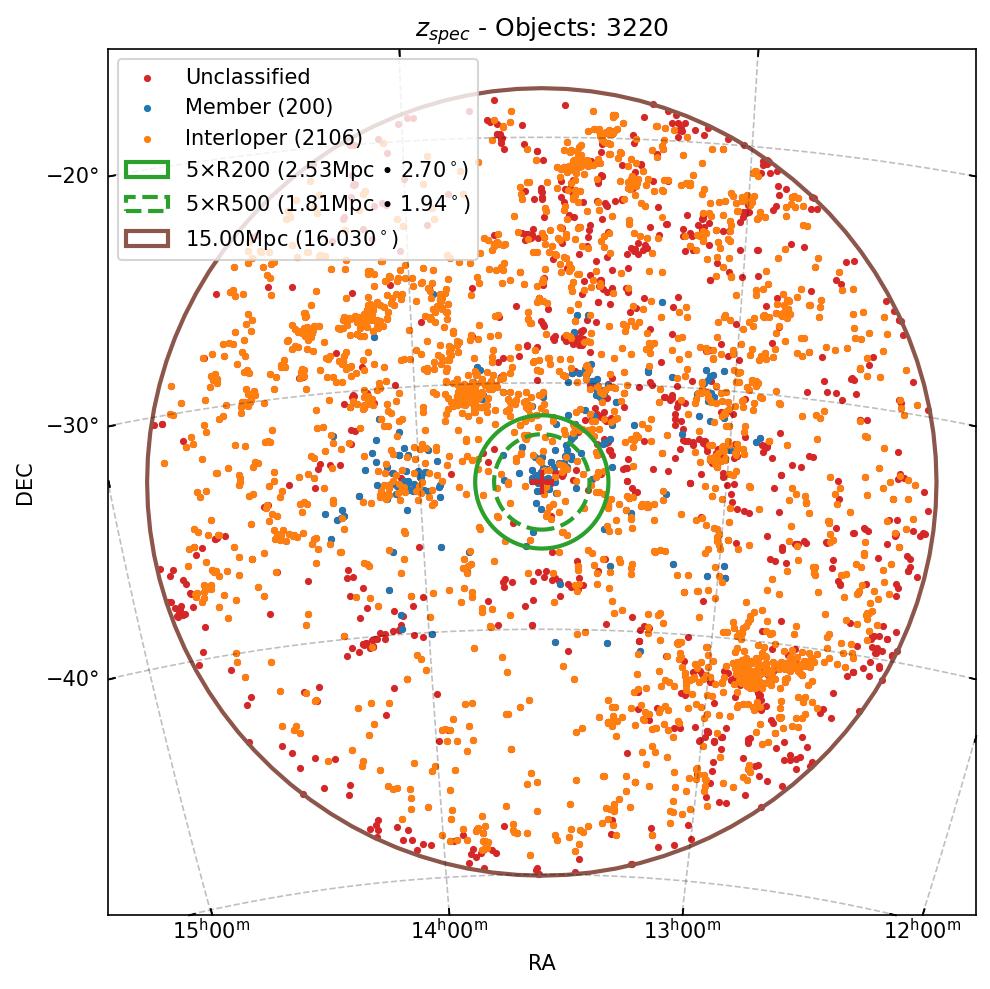 z_spec - Objects: 3220
Unclassified
Member (200)
Interloper (2106)
5×R200 (2.53Mpc • 2.70°)
5×R500 (1.81Mpc • 1.94°)
15.00Mpc (16.030°)
−20°
−30°
−40°
DEC
15h00m 14h00m 13h00m 12h00m
RA